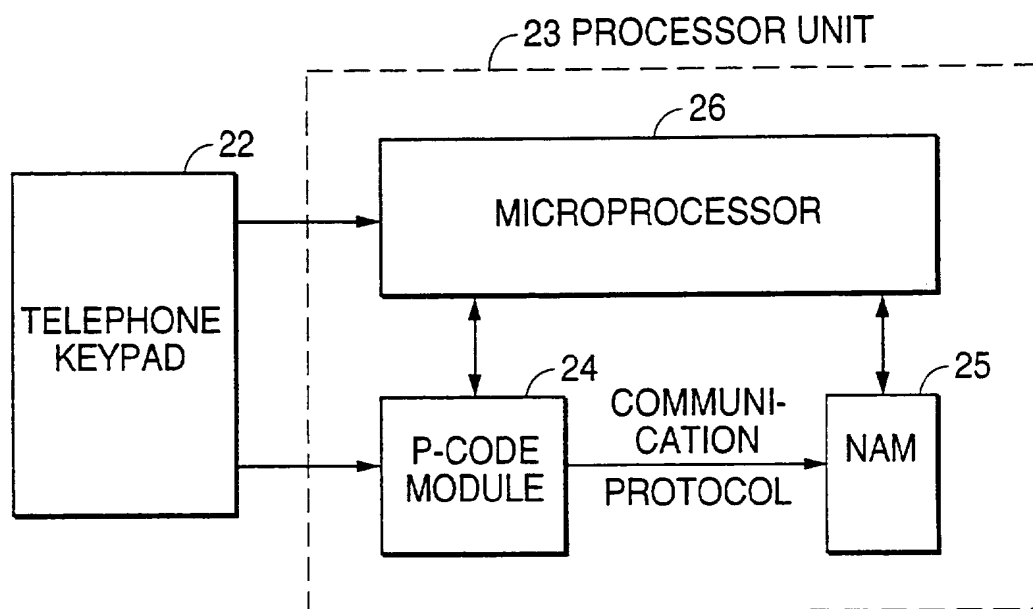 23 PROCESSOR UNIT
26
22
MICROPROCESSOR
TELEPHONE
KEYPAD
24
P-CODE
MODULE
COMMUNI-
CATION
PROTOCOL
25
NAM